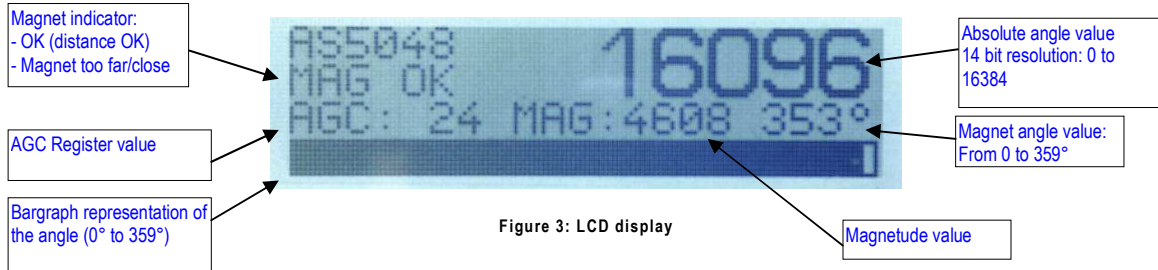 Magnet indicator:
- OK (distance OK)
- Magnet too far/close
AGC Register value
Bargraph representation of
the angle (0° to 359°)
AS5048
16096
MAG OK
AGC: 24 MAG:4608 353°
Figure 3: LCD display
Absolute angle value
14 bit resolution: 0 to
16384
Magnet angle value:
From 0 to 359°
Magnetude value